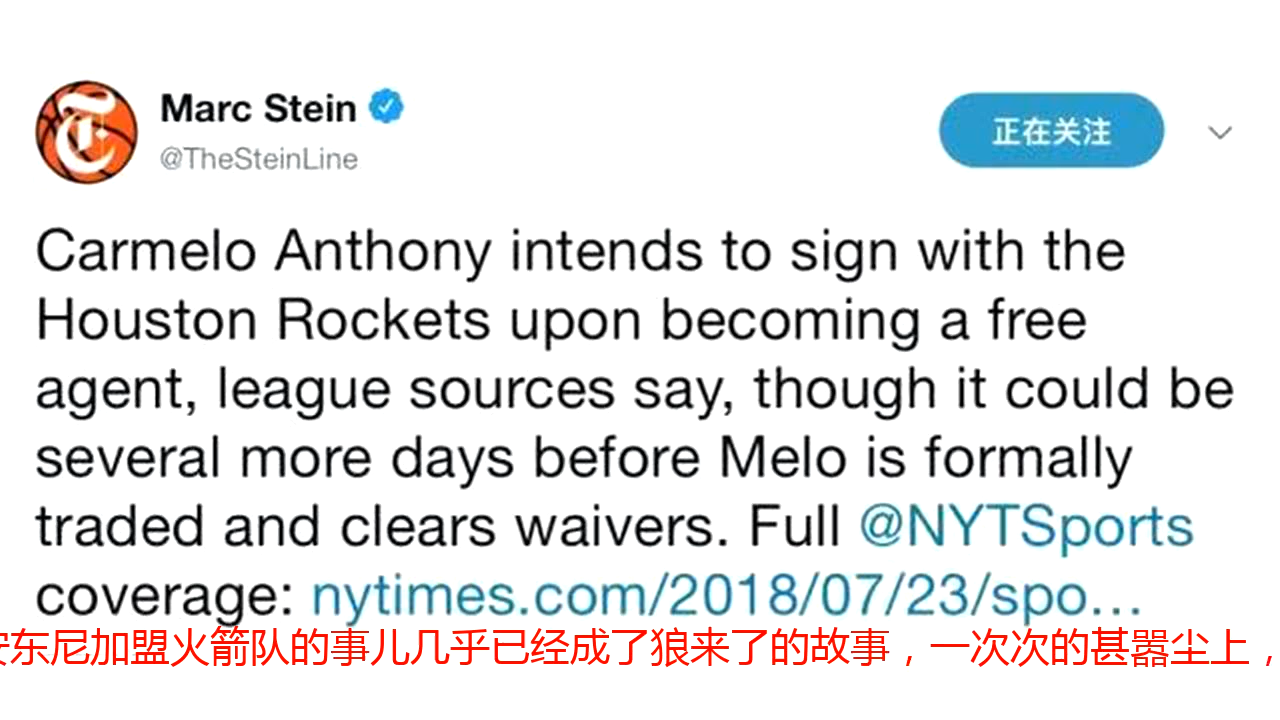 Marc Stein
@TheSteinLine
正在关注
Carmelo Anthony intends to sign with the
Houston Rockets upon becoming a free
agent, league sources say, though it could be
several more days before Melo is formally
traded and clears waivers. Full @NYTSports
coverage: nytimes.com/2018/07/23/spo...
安东尼加盟火箭队的事儿几乎已经成了狼来了的故事，一次次的甚嚣尘上，